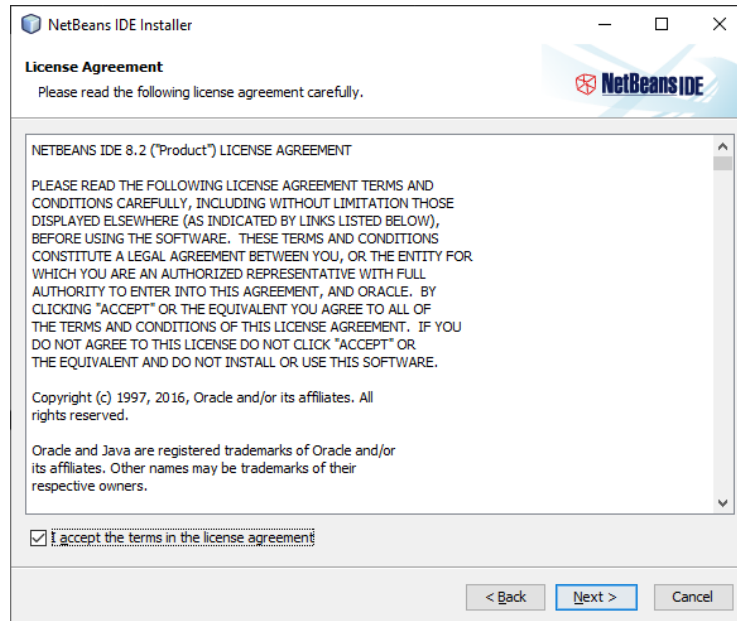 NetBeans IDE Installer
License Agreement
Please read the following license agreement carefully.
NetBeans IDE
NETBEANS IDE 8.2 ("Product") LICENSE AGREEMENT
PLEASE READ THE FOLLOWING LICENSE AGREEMENT TERMS AND
CONDITIONS CAREFULLY, INCLUDING WITHOUT LIMITATION THOSE
DISPLAYED ELSEWHERE (AS INDICATED BY LINKS LISTED BELOW),
BEFORE USING THE SOFTWARE.  THESE TERMS AND CONDITIONS
CONSTITUTE A LEGAL AGREEMENT BETWEEN YOU, OR THE ENTITY FOR
WHICH YOU ARE AN AUTHORIZED REPRESENTATIVE WITH FULL
AUTHORITY TO ENTER INTO THIS AGREEMENT, AND ORACLE.  BY
CLICKING "ACCEPT" OR THE EQUIVALENT YOU AGREE TO ALL OF
THE TERMS AND CONDITIONS OF THIS LICENSE AGREEMENT.  IF YOU
DO NOT AGREE TO THIS LICENSE DO NOT CLICK "ACCEPT" OR
THE EQUIVALENT AND DO NOT INSTALL OR USE THIS SOFTWARE.
Copyright (c) 1997, 2016, Oracle and/or its affiliates. All
rights reserved.
Oracle and Java are registered trademarks of Oracle and/or
its affiliates. Other names may be trademarks of their
respective owners.
I accept the terms in the license agreement
< Back
Next >
Cancel